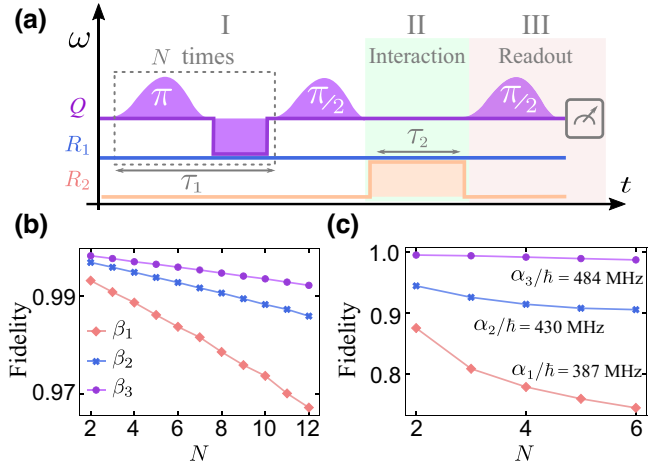 (a)
ω
I
II
III
N times
Interaction
Readout
π
π/2
π/2
Q
R₁
τ₂
R₂
τ₁
t
(b)
(c)
Fidelity
0.99
0.97
β₁
β₂
β₃
2 4 6 8 10 12
N
Fidelity
1.0
0.9
0.8
α₃/ħ = 484 MHz
α₂/ħ = 430 MHz
α₁/ħ = 387 MHz
2 4 6
N